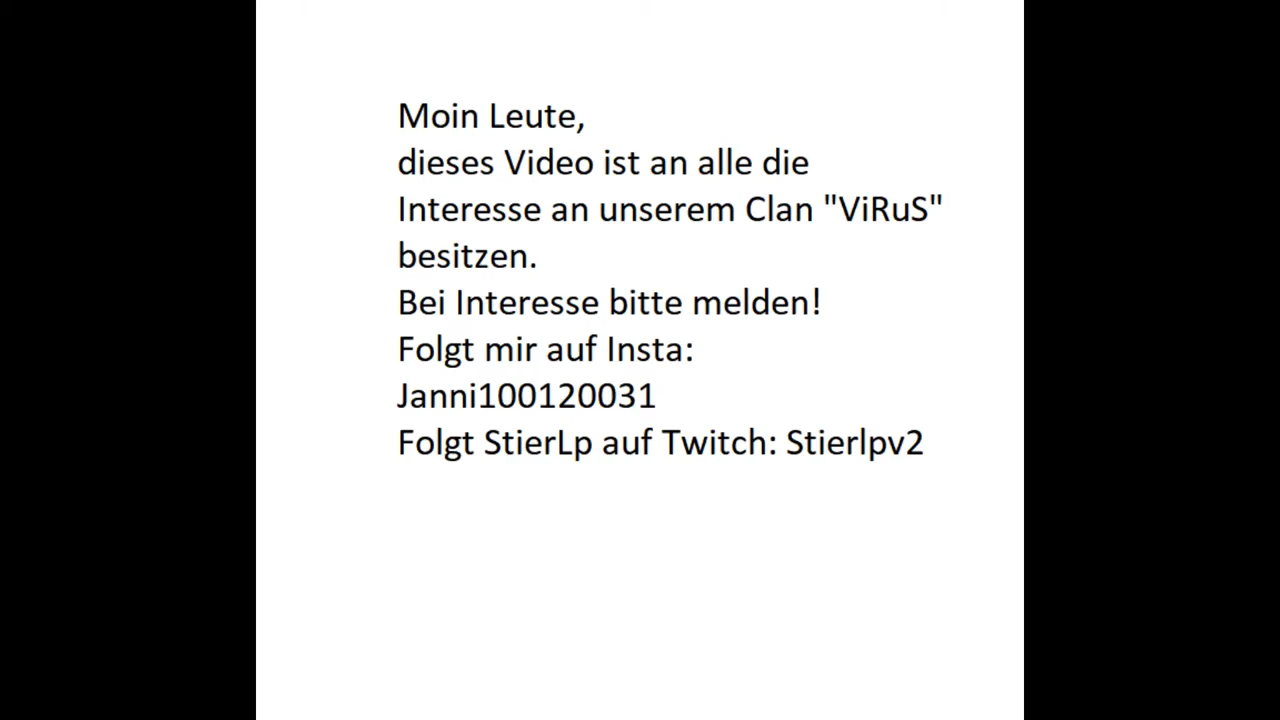 Moin Leute,
dieses Video ist an alle die
Interesse an unserem Clan "ViRuS"
besitzen.
Bei Interesse bitte melden!
Folgt mir auf Insta:
Janni100120031
Folgt StierLp auf Twitch: Stierlpv2